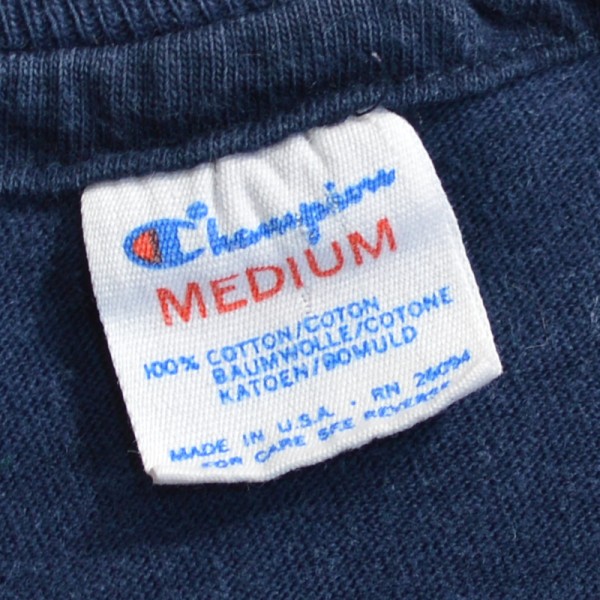 Champion
MEDIUM
100% COTTON/COTON
BAUMWOLLE/COTONE
KATOEN/BOMULD
MADE IN U.S.A. • RN 26094
FOR CARE SEE REVERSE